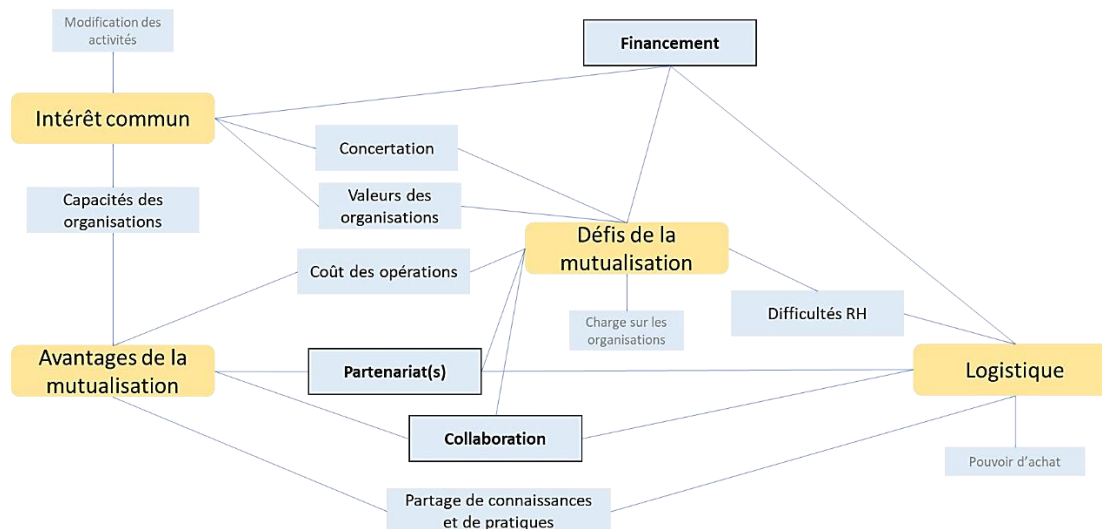 Modification des
activités
Financement
Intérêt commun
Concertation
Capacités des
organisations
Valeurs des
organisations
Défis de la
mutualisation
Coût des opérations
Difficultés RH
Charge sur les
organisations
Avantages de la
mutualisation
Partenariat(s)
Logistique
Collaboration
Pouvoir d'achat
Partage de connaissances
et de pratiques